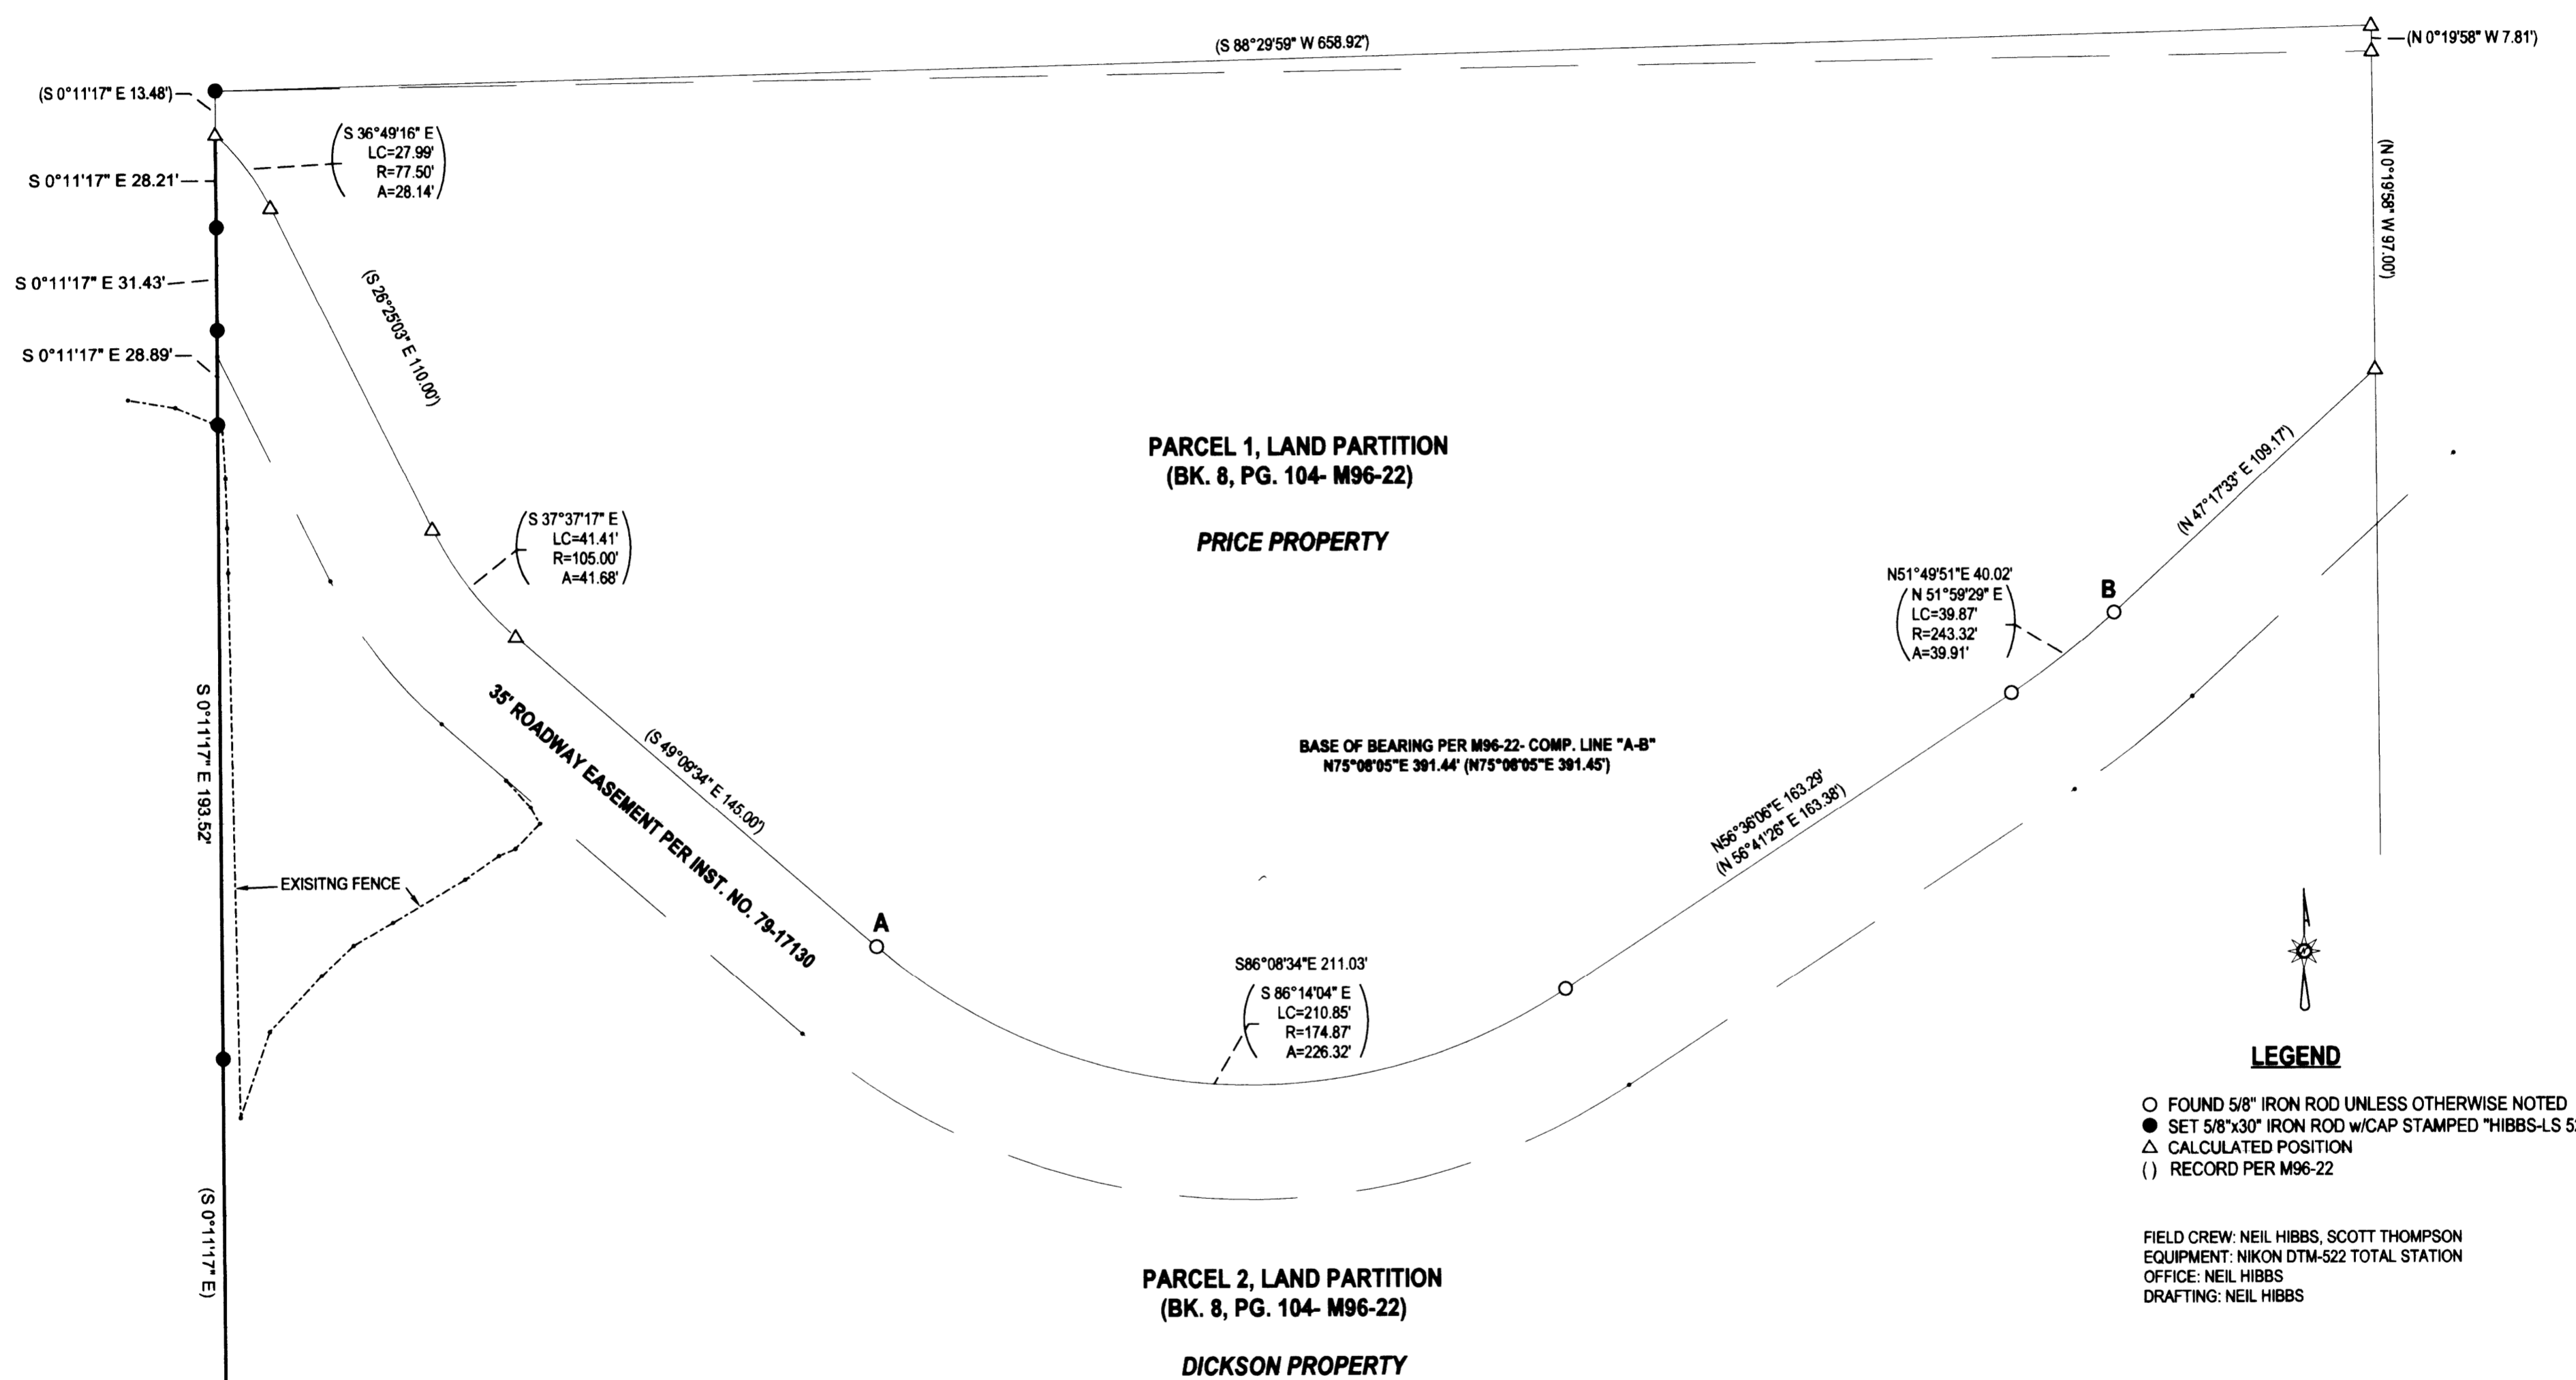 (S 88°29'59" W 658.92')
(N 0°19'58" W 7.81')
(S 0°11'17" E 13.48')
(S 36°49'16" E
LC=27.99'
R=77.50'
A=28.14')
S 0°11'17" E 28.21'
(N 0°19'58" W 97.00')
S 0°11'17" E 31.43'
(S 26°25'03" E 110.00')
S 0°11'17" E 28.89'
PARCEL 1, LAND PARTITION
(BK. 8, PG. 104- M96-22)
PRICE PROPERTY
(N 47°17'33" E 109.17')
(S 37°37'17" E
LC=41.41'
R=105.00'
A=41.68')
N51°49'51"E 40.02'
(N 51°59'29" E
LC=39.87'
R=243.32'
A=39.91')
B
S 0°11'17" E 193.52'
35' ROADWAY EASEMENT PER INST. NO. 79-17130
(S 49°09'34" E 145.00')
BASE OF BEARING PER M96-22- COMP. LINE "A-B"
N75°08'05"E 391.44' (N75°08'05"E 391.45')
N56°36'06"E 163.29'
(N 56°41'26" E 163.38')
EXISITNG FENCE
A
S86°08'34"E 211.03'
(S 86°14'04" E
LC=210.85'
R=174.87'
A=226.32')
(S 0°11'17" E)
LEGEND
FOUND 5/8" IRON ROD UNLESS OTHERWISE NOTED
SET 5/8"x30" IRON ROD w/CAP STAMPED "HIBBS-LS
CALCULATED POSITION
( ) RECORD PER M96-22
FIELD CREW: NEIL HIBBS, SCOTT THOMPSON
EQUIPMENT: NIKON DTM-522 TOTAL STATION
OFFICE: NEIL HIBBS
DRAFTING: NEIL HIBBS
PARCEL 2, LAND PARTITION
(BK. 8, PG. 104- M96-22)
DICKSON PROPERTY